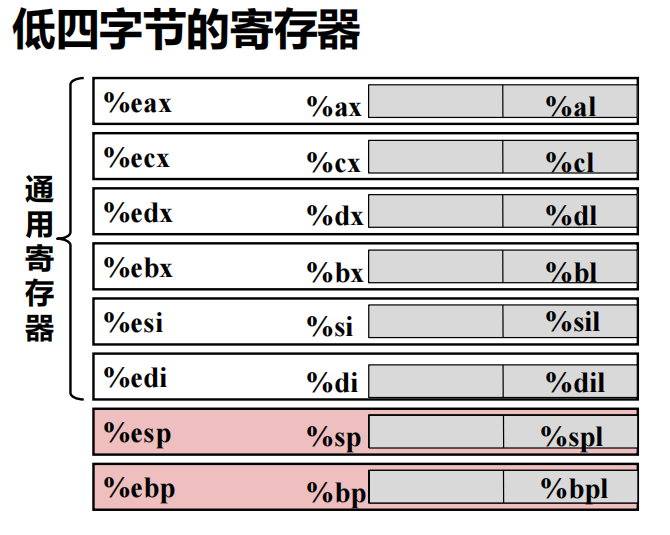 低四字节的寄存器
通用寄存器
%eax %ax %al
%ecx %cx %cl
%edx %dx %dl
%ebx %bx %bl
%esi %si %sil
%edi %di %dil
%esp %sp %spl
%ebp %bp %bpl